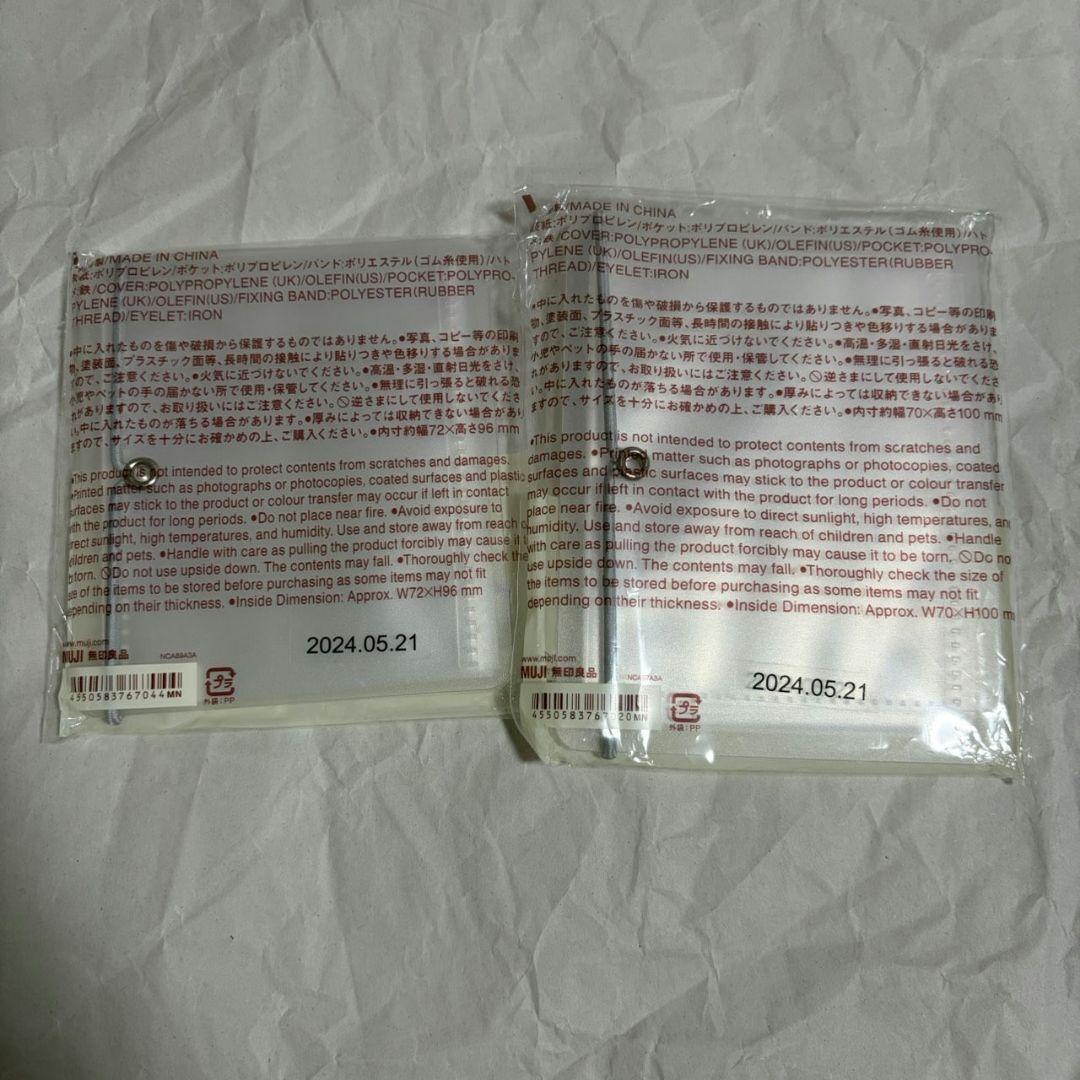 製/MADE IN CHINA
表紙:ポリプロピレン/ポケット:ポリプロピレン/バンド:ポリエステル(ゴム糸使用)/ハト
:鉄/COVER:POLYPROPYLENE (UK)/OLEFIN(US)/POCKET:POLYPRO-
PYLENE (UK)/OLEFIN(US)/FIXING BAND:POLYESTER(RUBBER
THREAD)/EYELET:IRON
●中に入れたものを傷や破損から保護するものではありません。●写真、コピー等の印刷
物、塗装面、プラスチック面等、長時間の接触により貼りつきや色移りする場合がありま
すので、ご注意ください。●火気に近づけないでください。●高温・多湿・直射日光をさけ、
小児やペットの手の届かない所で使用・保管してください。●無理に引っ張ると破れる恐
れがありますので、お取り扱いにはご注意ください。🚫逆さまにして使用しないでくださ
い。中に入れたものが落ちる場合があります。●厚みによっては収納できない場合があり
ますので、サイズを十分にお確かめの上、ご購入ください。●内寸約幅72×高さ96mm
●This product is not intended to protect contents from scratches and damages.
●Printed matter such as photographs or photocopies, coated surfaces and plastic
surfaces may stick to the product or colour transfer may occur if left in contact
with the product for long periods. ●Do not place near fire. ●Avoid exposure to
direct sunlight, high temperatures, and humidity. Use and store away from reach of
children and pets. ●Handle with care as pulling the product forcibly may cause it to
be torn. 🚫Do not use upside down. The contents may fall. ●Thoroughly check the
size of the items to be stored before purchasing as some items may not fit
depending on their thickness. ●Inside Dimension: Approx. W72×H96 mm
www.muji.com
MUJI 無印良品
NCA89A3A
2024.05.21
4550583767044MN
プラ
外袋:PP
製/MADE IN CHINA
表紙:ポリプロピレン/ポケット:ポリプロピレン/バンド:ポリエステル(ゴム糸使用)/ハト
:鉄/COVER:POLYPROPYLENE (UK)/OLEFIN(US)/POCKET:POLYPRO-
PYLENE (UK)/OLEFIN(US)/FIXING BAND:POLYESTER(RUBBER
THREAD)/EYELET:IRON
●中に入れたものを傷や破損から保護するものではありません。●写真、コピー等の印刷
物、塗装面、プラスチック面等、長時間の接触により貼りつきや色移りする場合がありま
すので、ご注意ください。●火気に近づけないでください。●高温・多湿・直射日光をさけ、
小児やペットの手の届かない所で使用・保管してください。●無理に引っ張ると破れる恐
れがありますので、お取り扱いにはご注意ください。🚫逆さまにして使用しないでくださ
い。中に入れたものが落ちる場合があります。●厚みによっては収納できない場合があり
ますので、サイズを十分にお確かめの上、ご購入ください。●内寸約幅70×高さ100mm
●This product is not intended to protect contents from scratches and
damages. ●Printed matter such as photographs or photocopies, coated
surfaces and plastic surfaces may stick to the product or colour transfer
may occur if left in contact with the product for long periods. ●Do not
place near fire. ●Avoid exposure to direct sunlight, high temperatures, and
humidity. Use and store away from reach of children and pets. ●Handle
with care as pulling the product forcibly may cause it to be torn. 🚫Do not
use upside down. The contents may fall. ●Thoroughly check the size of
the items to be stored before purchasing as some items may not fit
depending on their thickness. ●Inside Dimension: Approx. W70×H100 mm
www.muji.com
MUJI 無印良品
2024.05.21
4550583767020MN
プラ
外袋:PP